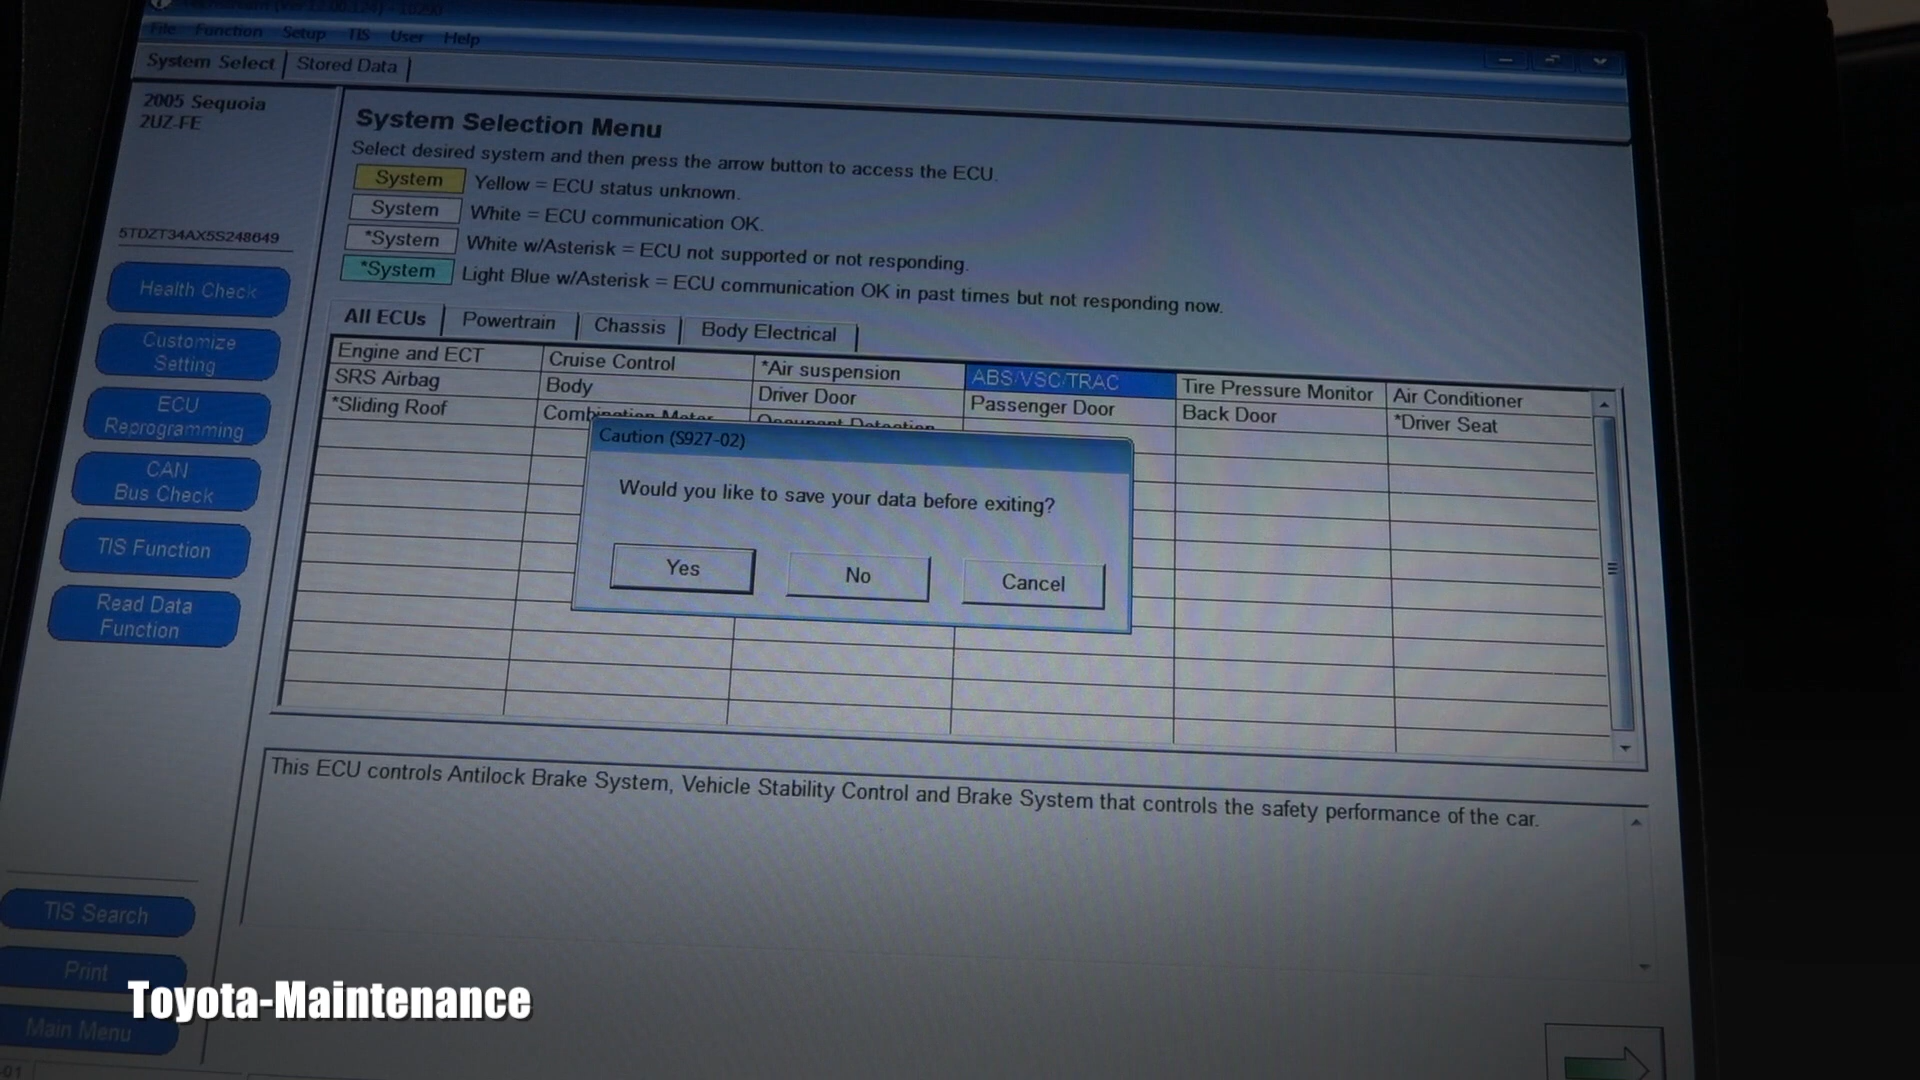 File Function Setup TIS User Help
System Select Stored Data
2005 Sequoia
2UZ-FE
5TDZT34AX5S248649
Health Check
Customize
Setting
ECU
Reprogramming
CAN
Bus Check
TIS Function
Read Data
Function
TIS Search
Print
Main Menu
System Selection Menu
Select desired system and then press the arrow button to access the ECU.
System Yellow = ECU status unknown.
System White = ECU communication OK.
*System White w/Asterisk = ECU not supported or not responding.
*System Light Blue w/Asterisk = ECU communication OK in past times but not responding now.
All ECUs Powertrain Chassis Body Electrical
Engine and ECT Cruise Control *Air suspension ABS/VSC/TRAC Tire Pressure Monitor Air Conditioner
SRS Airbag Body Driver Door Passenger Door Back Door *Driver Seat
*Sliding Roof Combination Meter Occupant Detection
Caution (S927-02)
Would you like to save your data before exiting?
Yes No Cancel
This ECU controls Antilock Brake System, Vehicle Stability Control and Brake System that controls the safety performance of the car.
-01
Toyota-Maintenance